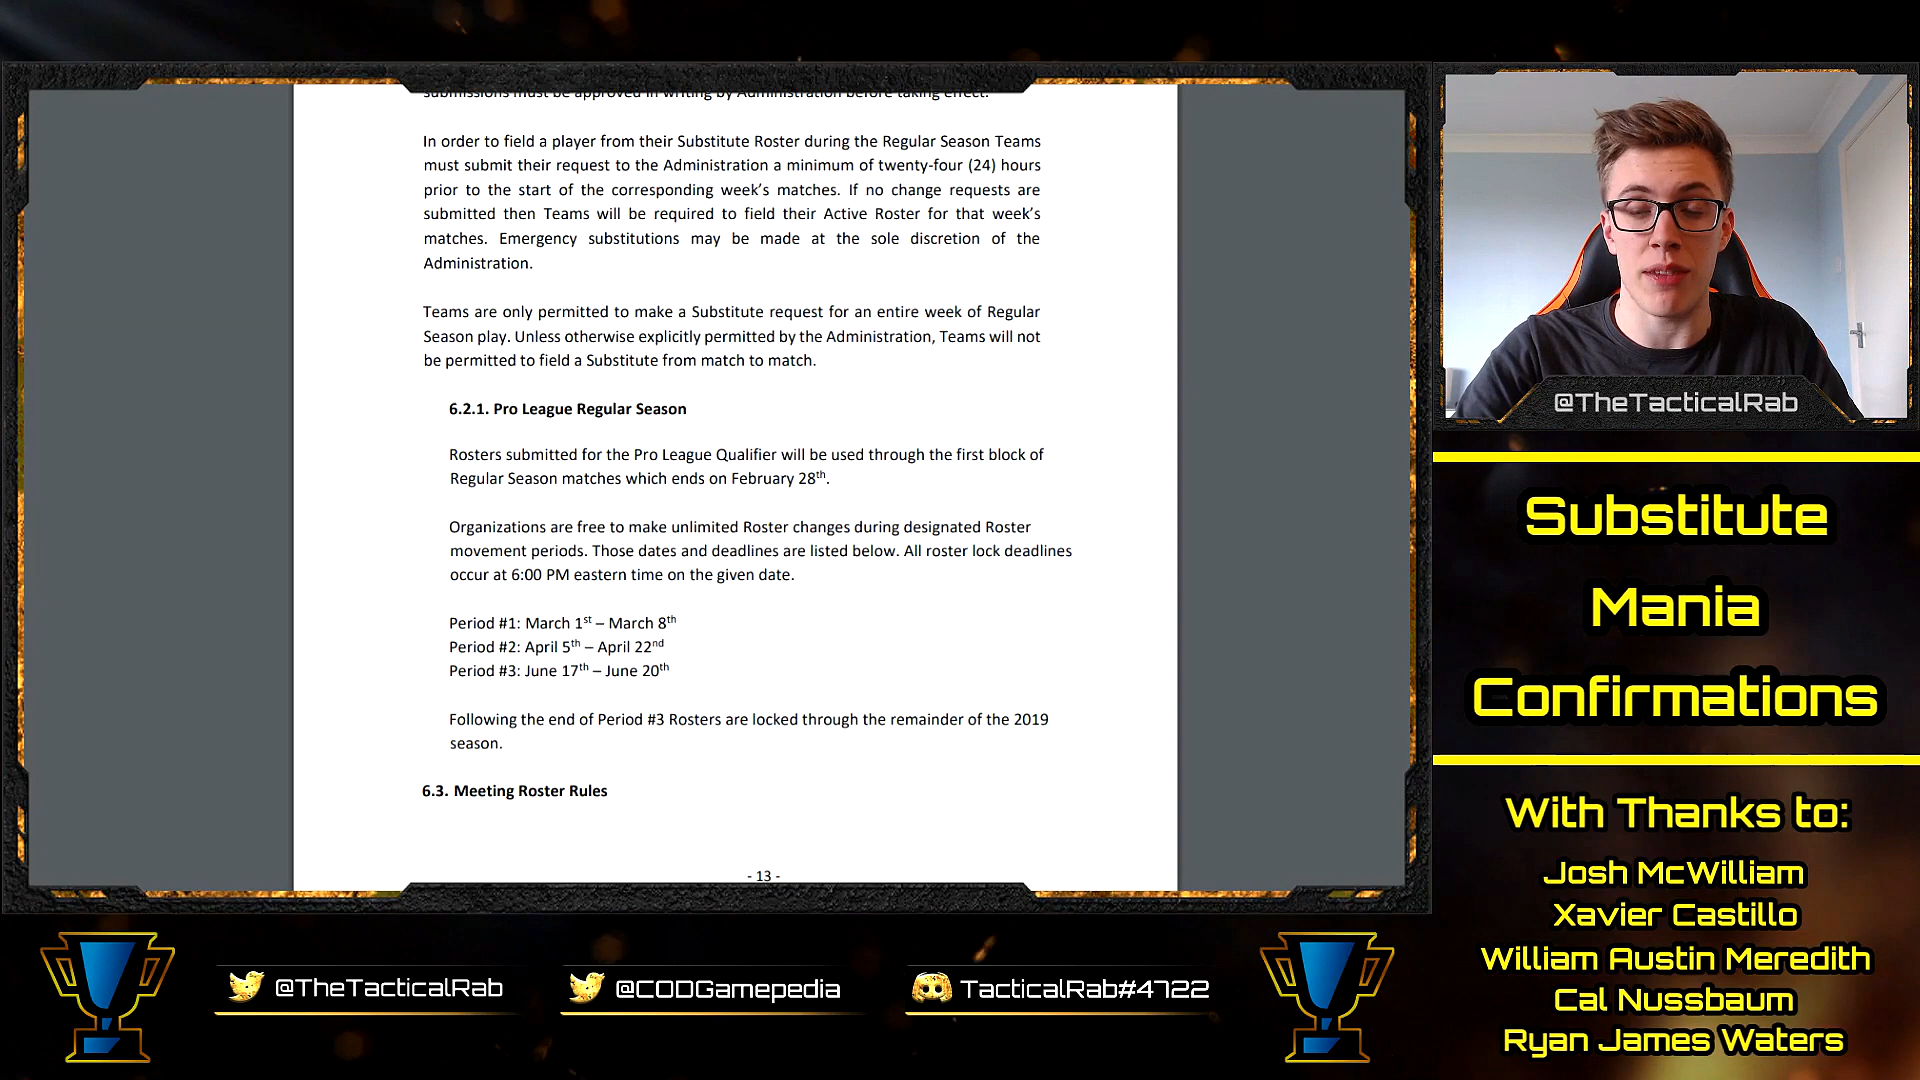 submissions must be approved in writing by Administration before taking effect.
In order to field a player from their Substitute Roster during the Regular Season Teams
must submit their request to the Administration a minimum of twenty-four (24) hours
prior to the start of the corresponding week's matches. If no change requests are
submitted then Teams will be required to field their Active Roster for that week's
matches. Emergency substitutions may be made at the sole discretion of the
Administration.
Teams are only permitted to make a Substitute request for an entire week of Regular
Season play. Unless otherwise explicitly permitted by the Administration, Teams will not
be permitted to field a Substitute from match to match.
6.2.1. Pro League Regular Season
Rosters submitted for the Pro League Qualifier will be used through the first block of
Regular Season matches which ends on February 28th.
Organizations are free to make unlimited Roster changes during designated Roster
movement periods. Those dates and deadlines are listed below. All roster lock deadlines
occur at 6:00 PM eastern time on the given date.
Period #1: March 1st – March 8th
Period #2: April 5th – April 22nd
Period #3: June 17th – June 20th
Following the end of Period #3 Rosters are locked through the remainder of the 2019
season.
6.3. Meeting Roster Rules
- 13 -
@TheTacticalRab
Substitute
Mania
Confirmations
With Thanks to:
Josh McWilliam
Xavier Castillo
William Austin Meredith
Cal Nussbaum
Ryan James Waters
@TheTacticalRab
@CODGamepedia
TacticalRab#4722